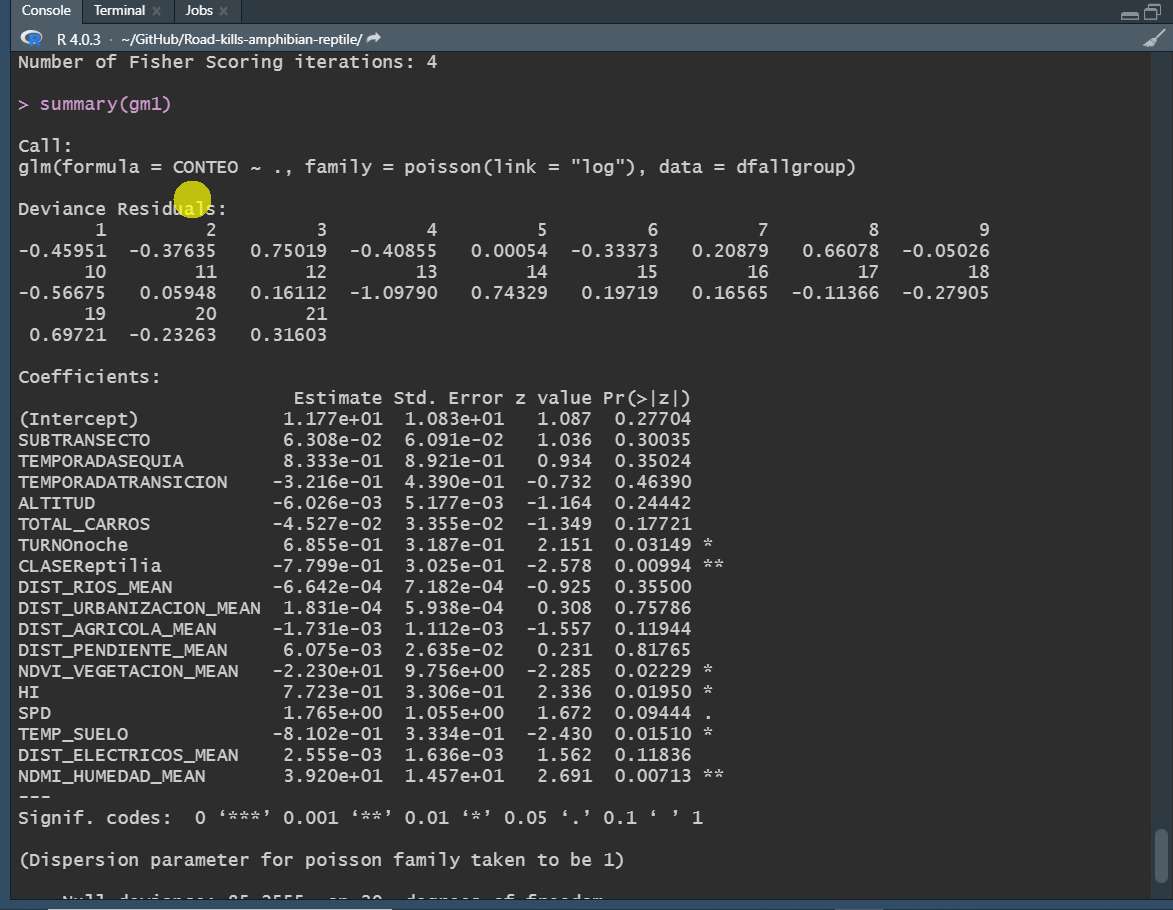 Console Terminal Jobs
R 4.0.3 · ~/GitHub/Road-kills-amphibian-reptile/
Number of Fisher Scoring iterations: 4
> summary(gm1)
Call:
glm(formula = CONTEO ~ ., family = poisson(link = "log"), data = dfallgroup)
Deviance Residuals:
1 2 3 4 5 6 7 8 9
-0.45951 -0.37635 0.75019 -0.40855 0.00054 -0.33373 0.20879 0.66078 -0.05026
10 11 12 13 14 15 16 17 18
-0.56675 0.05948 0.16112 -1.09790 0.74329 0.19719 0.16565 -0.11366 -0.27905
19 20 21
0.69721 -0.23263 0.31603
Coefficients:
Estimate Std. Error z value Pr(>|z|)
(Intercept) 1.177e+01 1.083e+01 1.087 0.27704
SUBTRANSECTO 6.308e-02 6.091e-02 1.036 0.30035
TEMPORADASEQUIA 8.333e-01 8.921e-01 0.934 0.35024
TEMPORADATRANSICION -3.216e-01 4.390e-01 -0.732 0.46390
ALTITUD -6.026e-03 5.177e-03 -1.164 0.24442
TOTAL_CARROS -4.527e-02 3.355e-02 -1.349 0.17721
TURNOnoche 6.855e-01 3.187e-01 2.151 0.03149 *
CLASEReptilia -7.799e-01 3.025e-01 -2.578 0.00994 **
DIST_RIOS_MEAN -6.642e-04 7.182e-04 -0.925 0.35500
DIST_URBANIZACION_MEAN 1.831e-04 5.938e-04 0.308 0.75786
DIST_AGRICOLA_MEAN -1.731e-03 1.112e-03 -1.557 0.11944
DIST_PENDIENTE_MEAN 6.075e-03 2.635e-02 0.231 0.81765
NDVI_VEGETACION_MEAN -2.230e+01 9.756e+00 -2.285 0.02229 *
HI 7.723e-01 3.306e-01 2.336 0.01950 *
SPD 1.765e+00 1.055e+00 1.672 0.09444 .
TEMP_SUELO -8.102e-01 3.334e-01 -2.430 0.01510 *
DIST_ELECTRICOS_MEAN 2.555e-03 1.636e-03 1.562 0.11836
NDMI_HUMEDAD_MEAN 3.920e+01 1.457e+01 2.691 0.00713 **
---
Signif. codes: 0 ‘***’ 0.001 ‘**’ 0.01 ‘*’ 0.05 ‘.’ 0.1 ‘ ’ 1
(Dispersion parameter for poisson family taken to be 1)
Null deviance: degrees of freedom